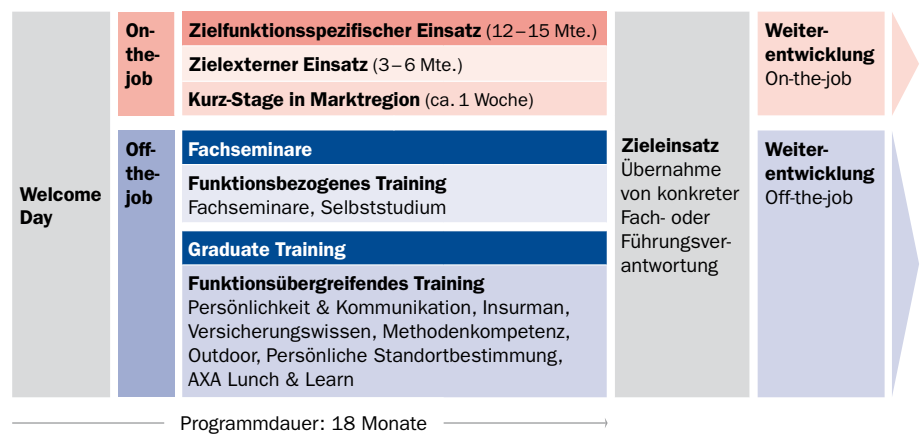 Welcome
Day
On-
the-
job
Zielfunktionsspezifischer Einsatz (12–15 Mte.)
Zielexterner Einsatz (3–6 Mte.)
Kurz-Stage in Marktregion (ca. 1 Woche)
Off-
the-
job
Fachseminare
Funktionsbezogenes Training
Fachseminare, Selbststudium
Graduate Training
Funktionsübergreifendes Training
Persönlichkeit & Kommunikation, Insurman,
Versicherungswissen, Methodenkompetenz,
Outdoor, Persönliche Standortbestimmung,
AXA Lunch & Learn
Zieleinsatz
Übernahme
von konkreter
Fach- oder
Führungsver-
antwortung
Weiter-
entwicklung
On-the-job
Weiter-
entwicklung
Off-the-job
Programmdauer: 18 Monate